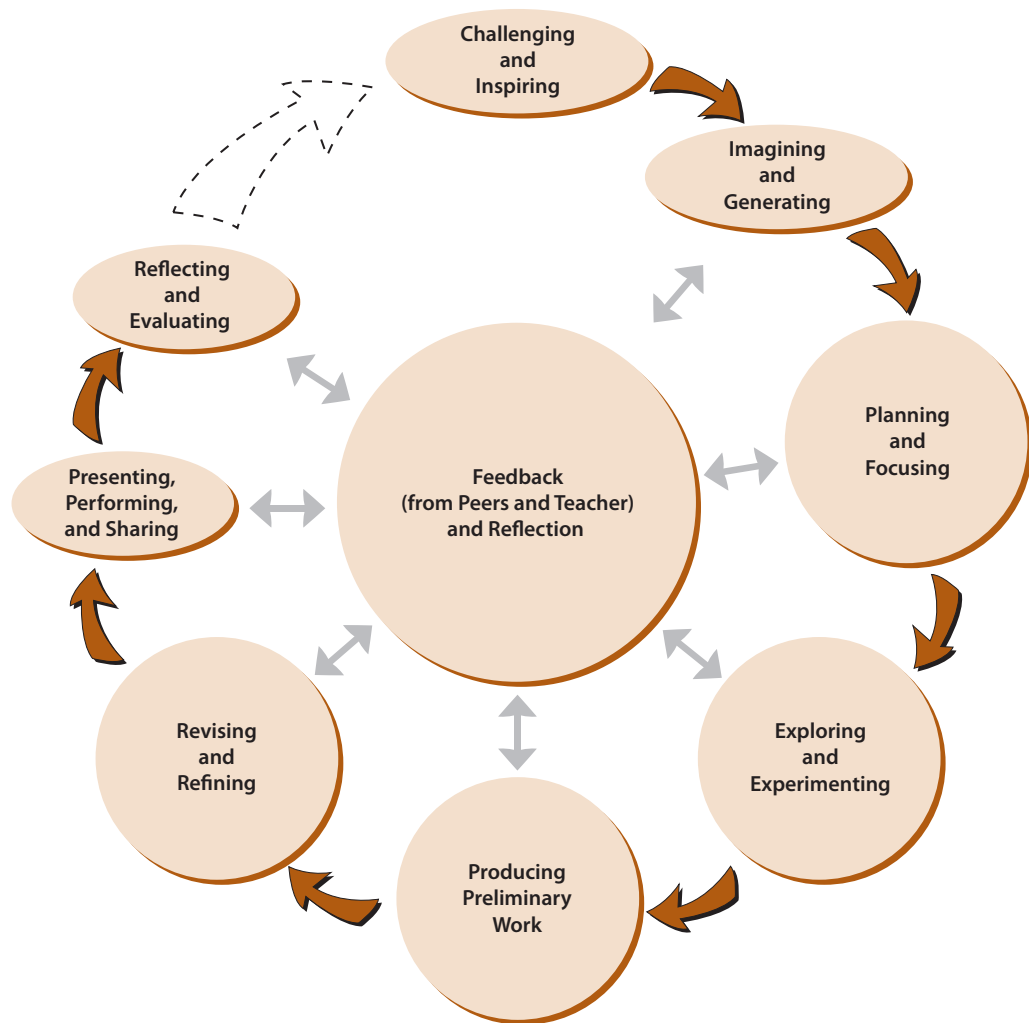 Challenging
and
Inspiring
Imagining
and
Generating
Planning
and
Focusing
Exploring
and
Experimenting
Producing
Preliminary
Work
Revising
and
Refining
Presenting,
Performing,
and Sharing
Reflecting
and
Evaluating
Feedback
(from Peers and Teacher)
and Reflection